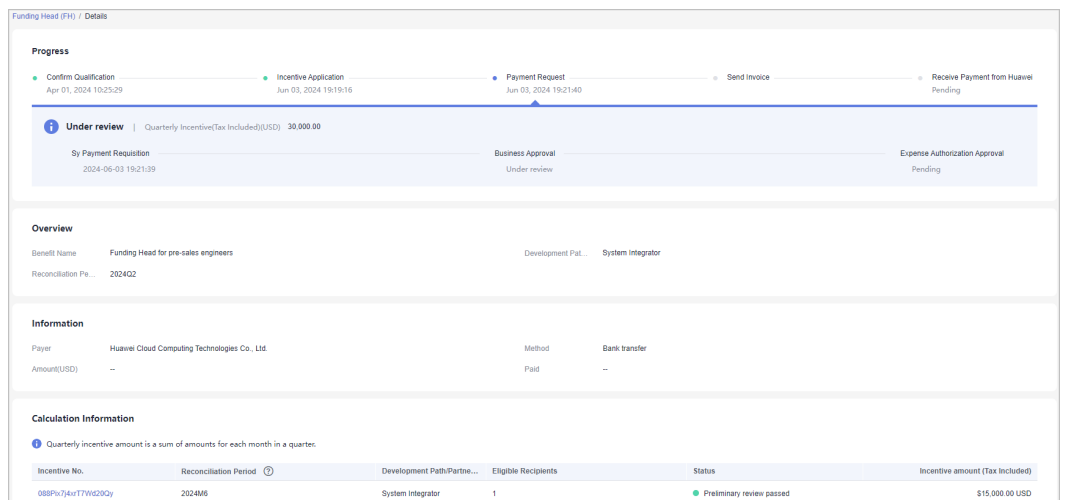 Funding Head (FH) / Details
Progress
Confirm Qualification Incentive Application Payment Request Send Invoice Receive Payment from Huawei
Apr 01, 2024 10:25:29 Jun 03, 2024 19:19:16 Jun 03, 2024 19:21:40 Pending
Under review | Quarterly Incentive(Tax Included)(USD) 30,000.00
Sy Payment Requisition Business Approval Expense Authorization Approval
2024-06-03 19:21:39 Under review Pending
Overview
Benefit Name Funding Head for pre-sales engineers Development Pat... System Integrator
Reconciliation Pe... 2024Q2
Information
Payer Huawei Cloud Computing Technologies Co., Ltd. Method Bank transfer
Amount(USD) -- Paid --
Calculation Information
Quarterly incentive amount is a sum of amounts for each month in a quarter.
Incentive No. Reconciliation Period Development Path/Partne... Eligible Recipients Status Incentive amount (Tax Included)
2024M6 System Integrator 1 Preliminary review passed $15,000.00 USD